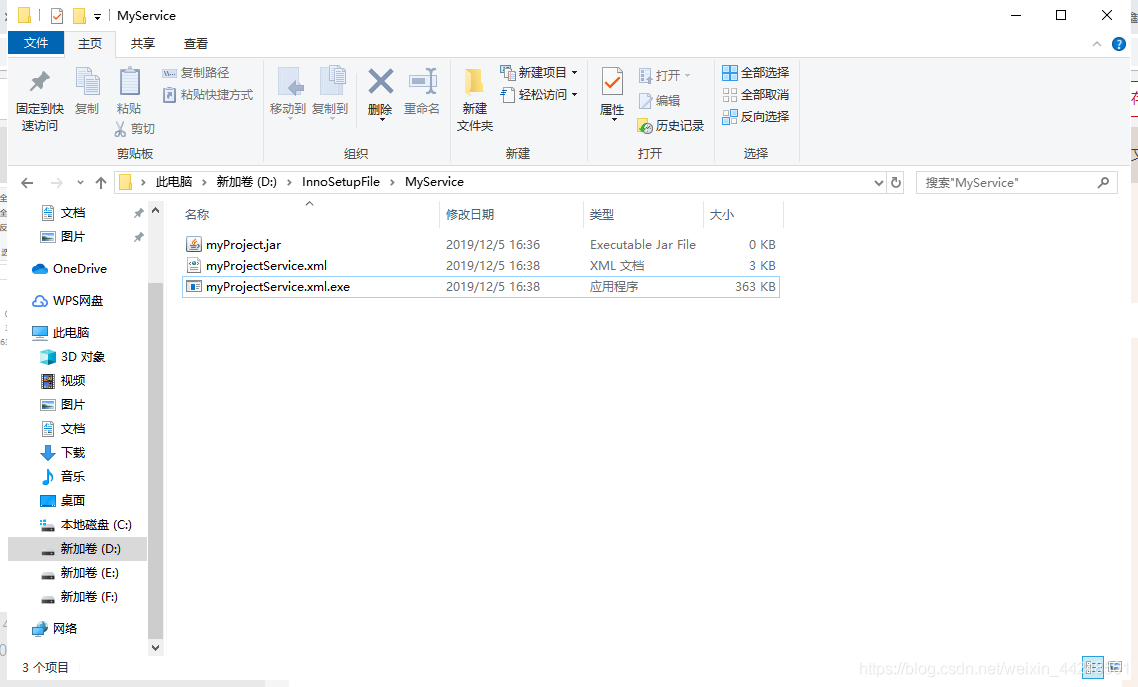 MyService
文件 主页 共享 查看
固定到快速访问 复制 粘贴 复制路径 粘贴快捷方式 剪切
移动到 复制到 删除 重命名
新建文件夹 新建项目 轻松访问
属性 打开 编辑 历史记录
全部选择 全部取消 反向选择
剪贴板 组织 新建 打开 选择
此电脑 新加卷 (D:) InnoSetupFile MyService 搜索"MyService"
名称 修改日期 类型 大小
myProject.jar 2019/12/5 16:36 Executable Jar File 0 KB
myProjectService.xml 2019/12/5 16:38 XML 文档 3 KB
myProjectService.xml.exe 2019/12/5 16:38 应用程序 363 KB
文档
图片
OneDrive
WPS网盘
此电脑
3D 对象
视频
图片
文档
下载
音乐
桌面
本地磁盘 (C:)
新加卷 (D:)
新加卷 (E:)
新加卷 (F:)
网络
3 个项目